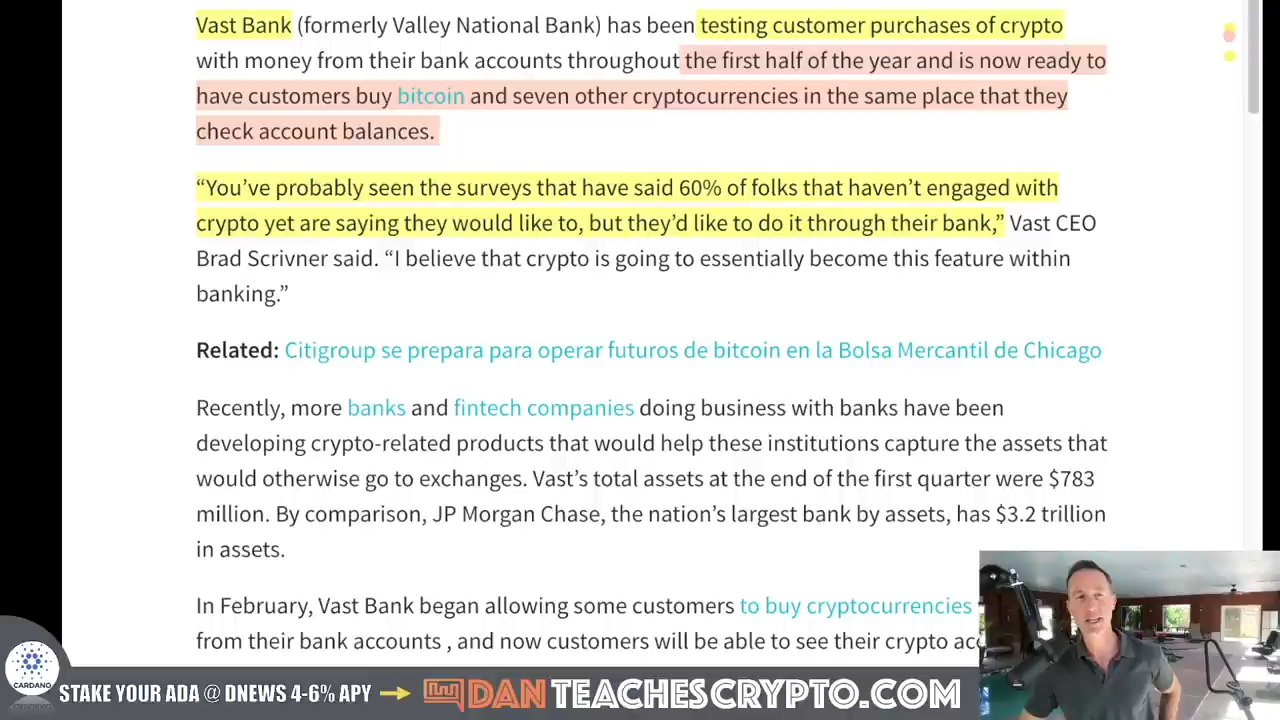 Vast Bank (formerly Valley National Bank) has been testing customer purchases of crypto
with money from their bank accounts throughout the first half of the year and is now ready to
have customers buy bitcoin and seven other cryptocurrencies in the same place that they
check account balances.
“You’ve probably seen the surveys that have said 60% of folks that haven’t engaged with
crypto yet are saying they would like to, but they’d like to do it through their bank,” Vast CEO
Brad Scrivner said. “I believe that crypto is going to essentially become this feature within
banking.”
Related: Citigroup se prepara para operar futuros de bitcoin en la Bolsa Mercantil de Chicago
Recently, more banks and fintech companies doing business with banks have been
developing crypto-related products that would help these institutions capture the assets that
would otherwise go to exchanges. Vast’s total assets at the end of the first quarter were $783
million. By comparison, JP Morgan Chase, the nation’s largest bank by assets, has $3.2 trillion
in assets.
In February, Vast Bank began allowing some customers to buy cryptocurrencies
from their bank accounts , and now customers will be able to see their crypto
CARDANO
STAKE YOUR ADA @ DNEWS 4-6% APY
DANTEACHESCRYPTO.COM